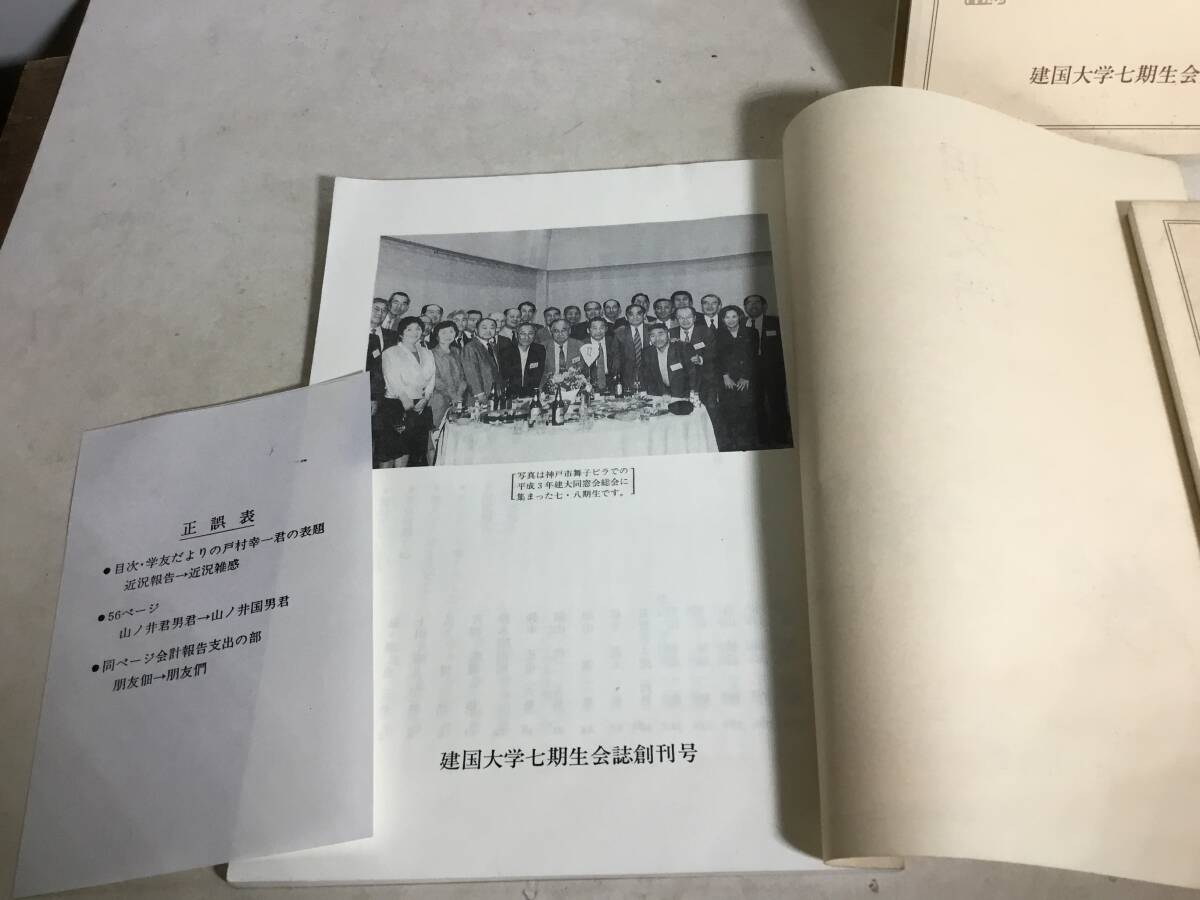 建国大学七期生会
写真は神戸市舞子ビラでの
平成3年建大同窓会総会に
集まった七・八期生です。
建国大学七期生会誌創刊号
正誤表
●目次・学友だよりの戸村幸一君の表題
近況報告→近況雑感
●56ページ
山ノ井君男君→山ノ井国男君
●同ページ会計報告支出の部
朋友佃→朋友們